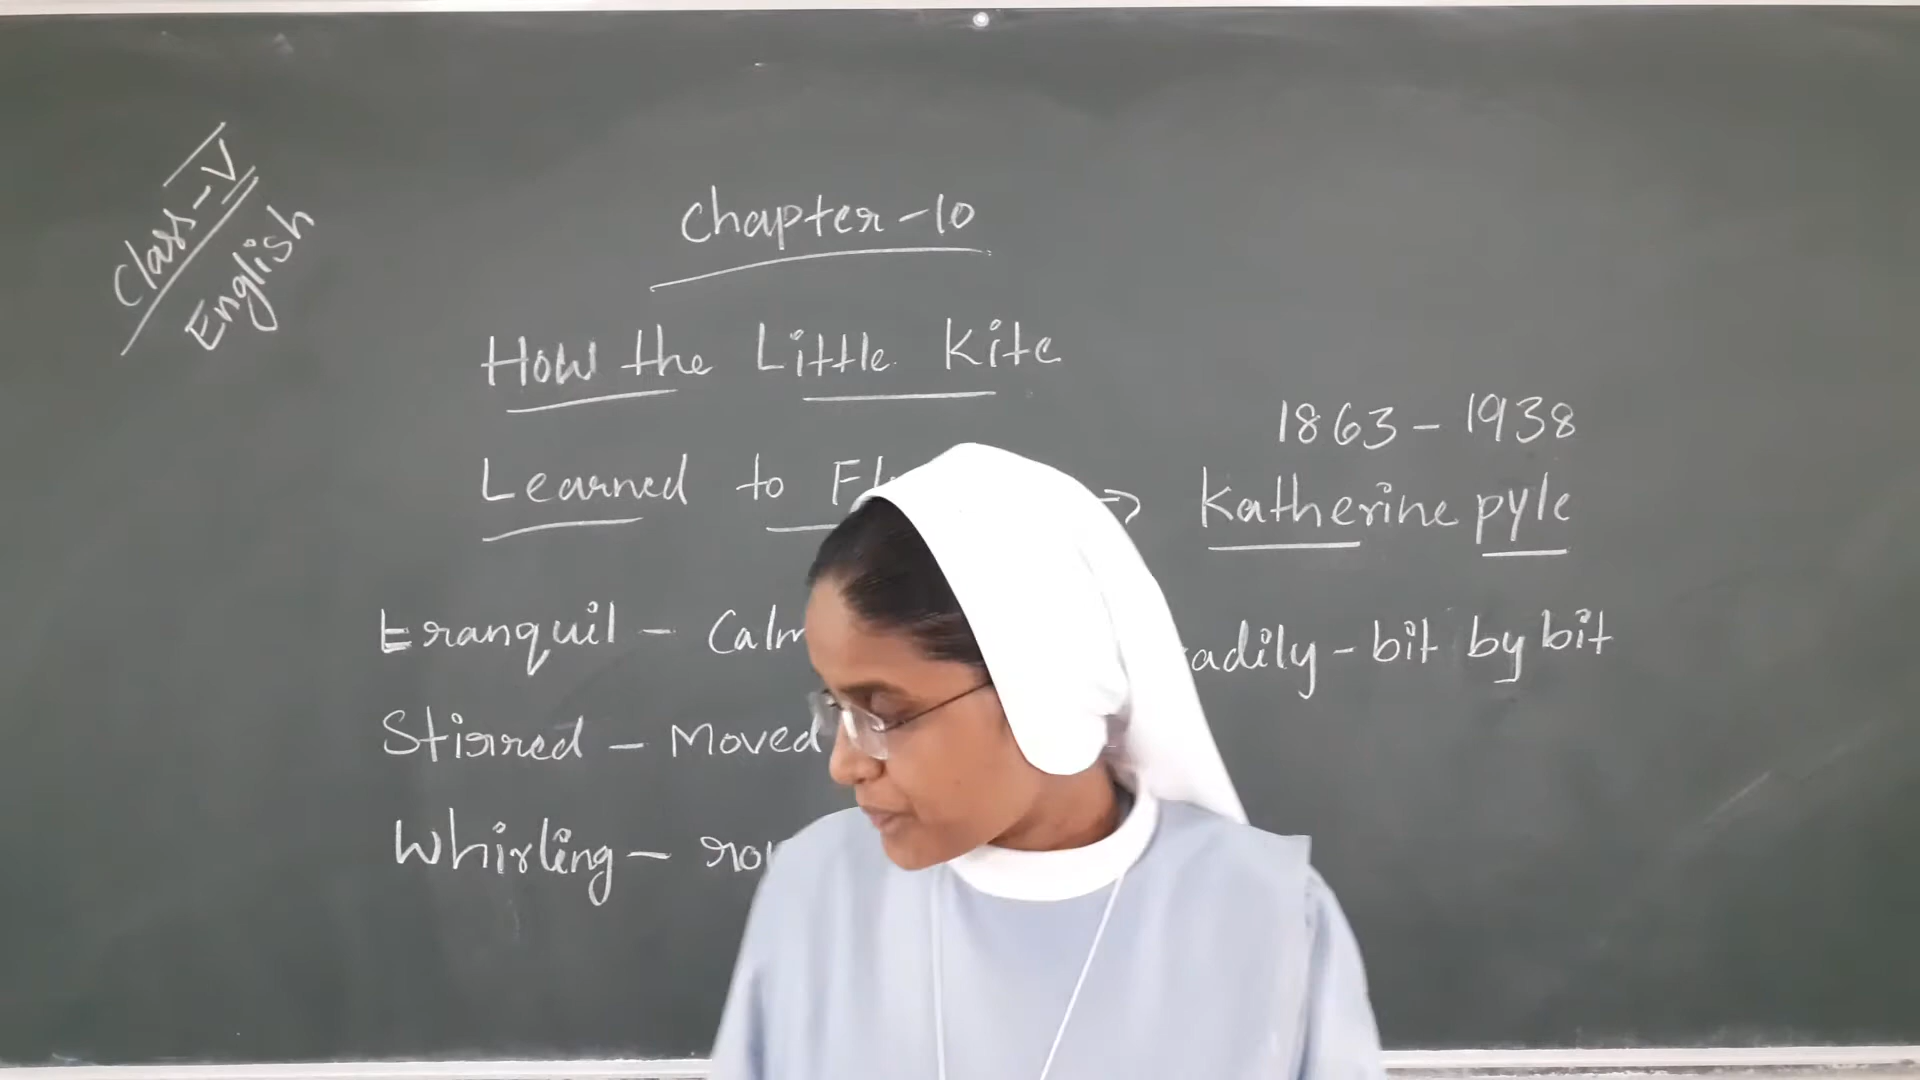 Class-V
English
Chapter-10
How the Little Kite
Learned to
1863-1938
Katherine Pyle
tranquil - Calm
bit by bit
Stirred - Moved
Whirling -